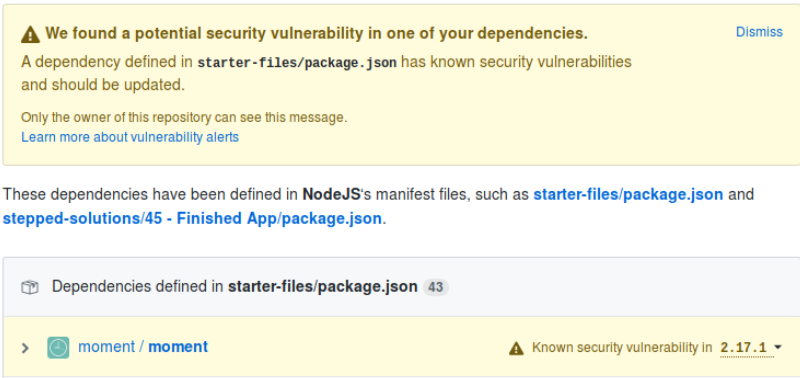 We found a potential security vulnerability in one of your dependencies.
Dismiss
A dependency defined in starter-files/package.json has known security vulnerabilities
and should be updated.
Only the owner of this repository can see this message.
Learn more about vulnerability alerts
These dependencies have been defined in NodeJS's manifest files, such as starter-files/package.json and
stepped-solutions/45 - Finished App/package.json.
Dependencies defined in starter-files/package.json 43
moment / moment
Known security vulnerability in 2.17.1